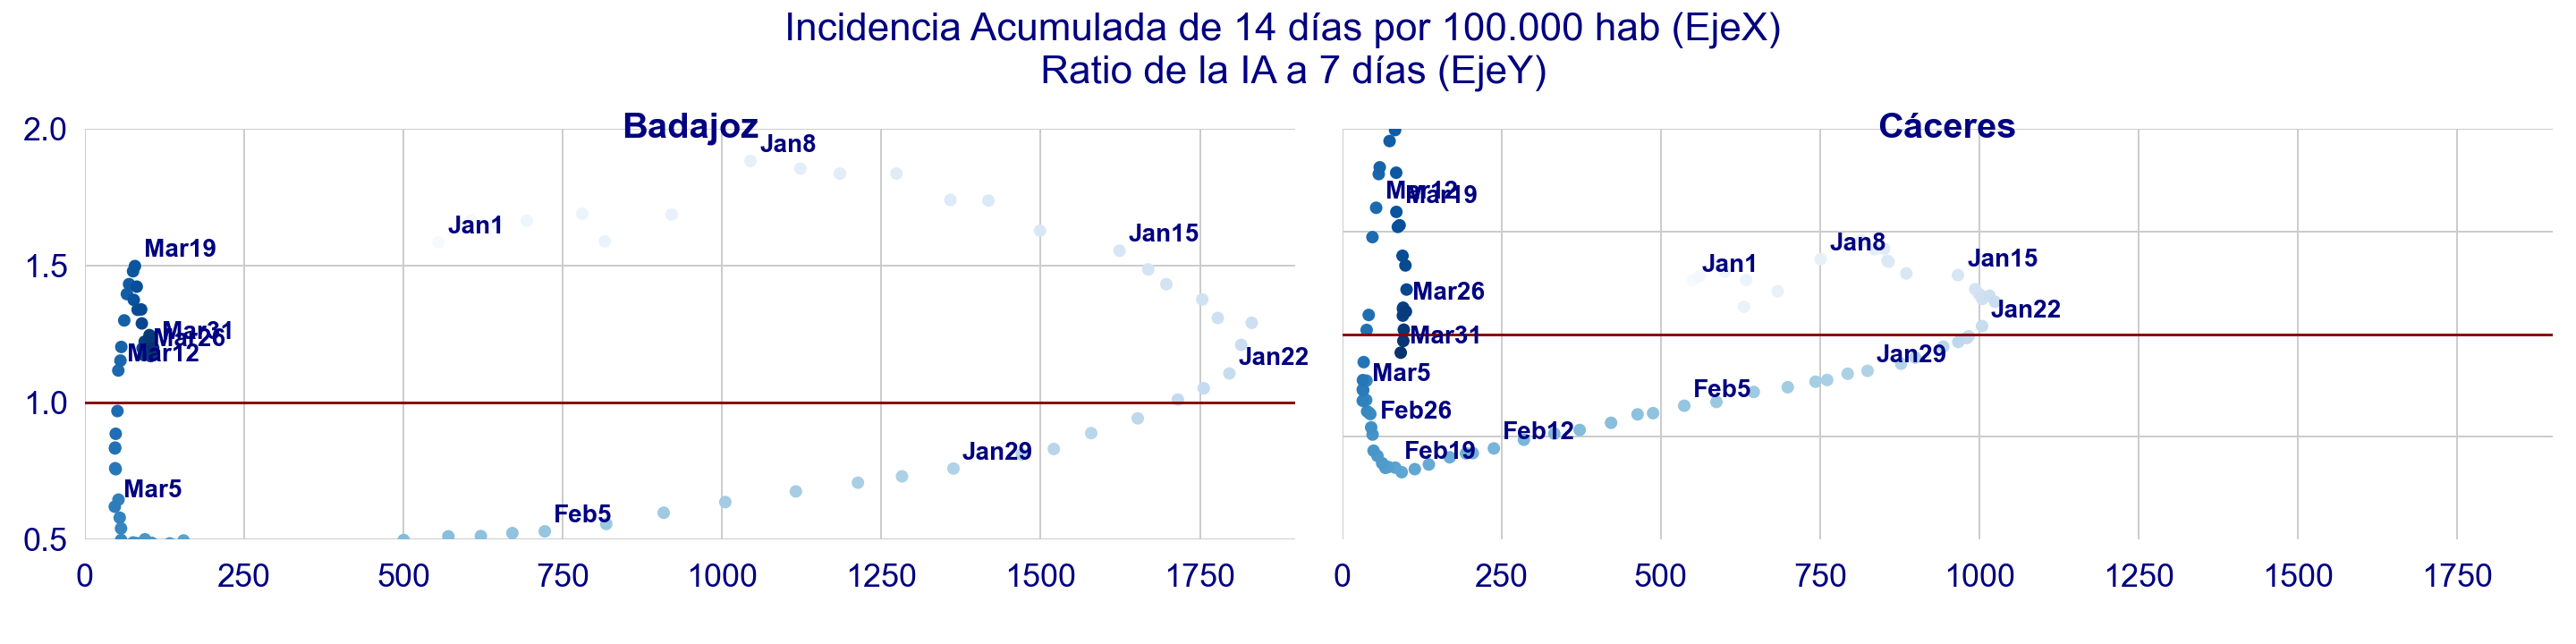 Incidencia Acumulada de 14 días por 100.000 hab (EjeX)
Ratio de la IA a 7 días (EjeY)
Badajoz
Cáceres
2.0
1.5
1.0
0.5
Jan8
Jan1
Jan15
Mar19
Mar31
Mar26
Mar12
Jan22
Jan29
Mar5
Feb5
0
250
500
750
1000
1250
1500
1750
Mar12
Mar19
Jan8
Jan1
Jan15
Mar26
Jan22
Mar31
Jan29
Mar5
Feb5
Feb26
Feb12
Feb19
0
250
500
750
1000
1250
1500
1750